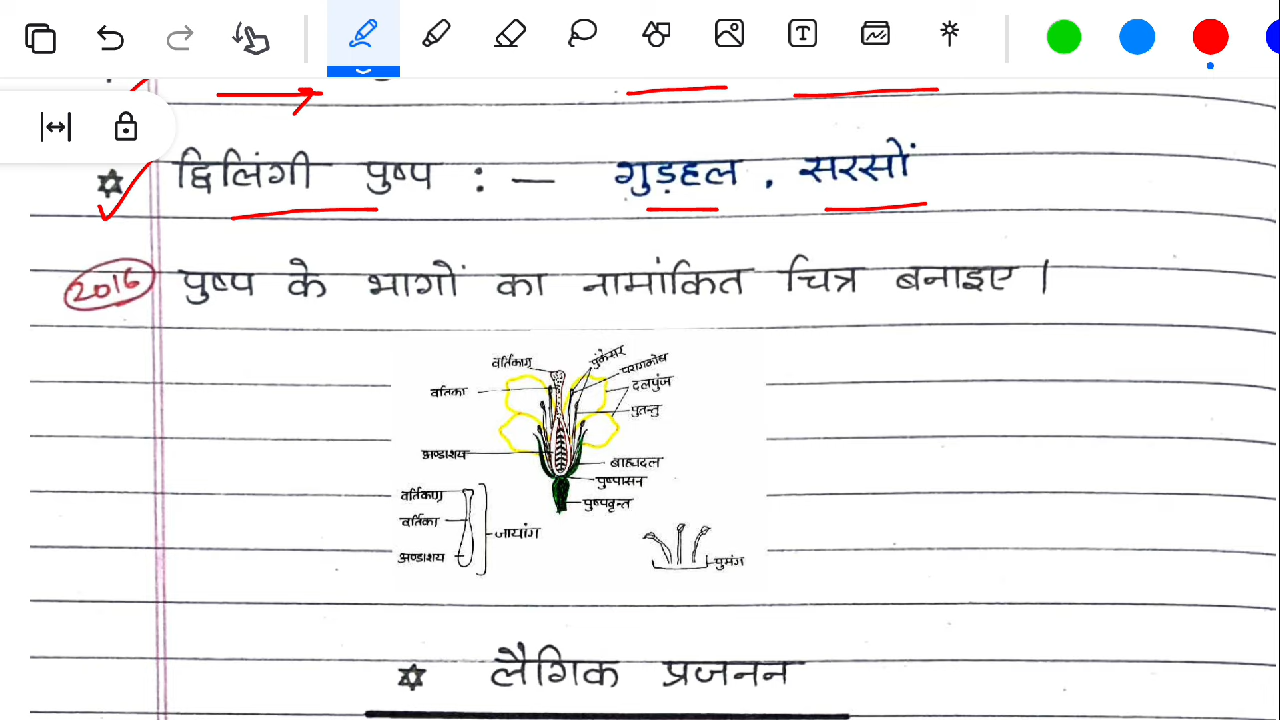 द्विलिंगी पुष्प : — गुड़हल , सरसों
2016 पुष्प के भागों का नामांकित चित्र बनाइए ।
वर्तिकाग्र
पुंकेसर
परागकोष
वर्तिका
दलपुंज
पुतन्तु
अण्डाशय
बाह्यदल
पुष्पासन
पुष्पवृन्त
वर्तिकाग्र
वर्तिका
जायांग
अण्डाशय
पुमंग
लैगिक प्रजनन